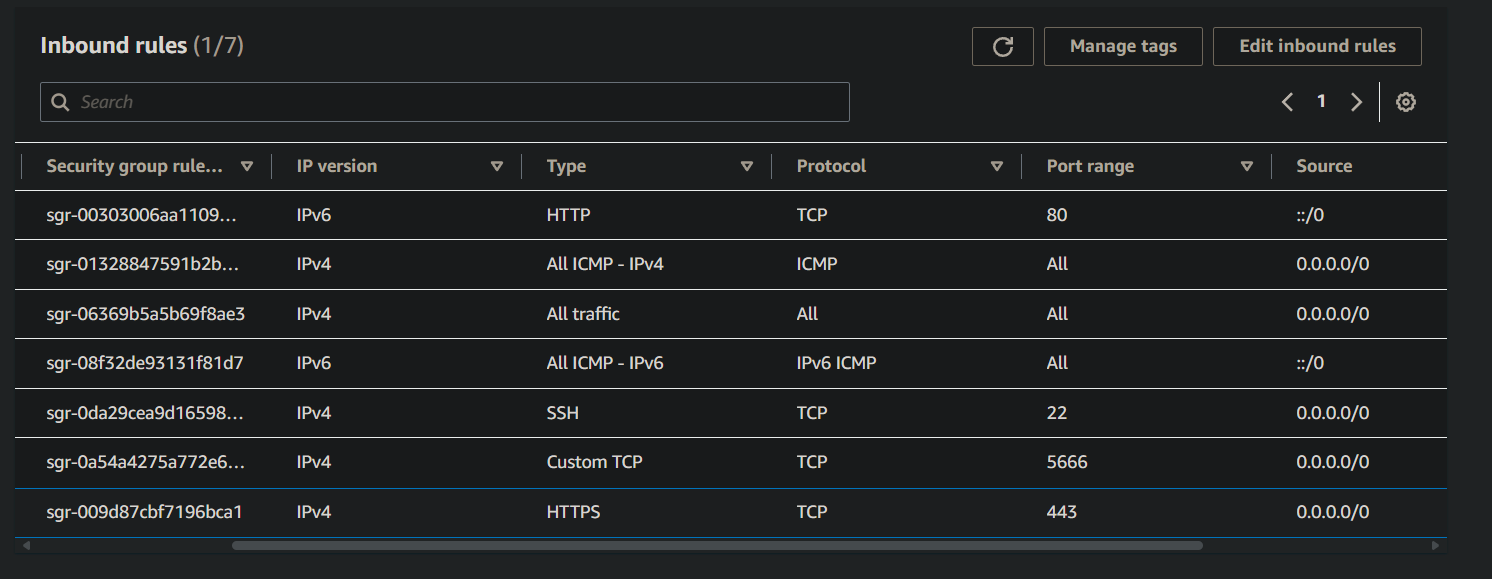 Inbound rules (1/7)
Manage tags
Edit inbound rules
Search
1
Security group rule... IP version Type Protocol Port range Source
sgr-00303006aa1109... IPv6 HTTP TCP 80 ::/0
sgr-01328847591b2b... IPv4 All ICMP - IPv4 ICMP All 0.0.0.0/0
sgr-06369b5a5b69f8ae3 IPv4 All traffic All All 0.0.0.0/0
sgr-08f32de93131f81d7 IPv6 All ICMP - IPv6 IPv6 ICMP All ::/0
sgr-0da29cea9d16598... IPv4 SSH TCP 22 0.0.0.0/0
sgr-0a54a4275a772e6... IPv4 Custom TCP TCP 5666 0.0.0.0/0
sgr-009d87cbf7196bca1 IPv4 HTTPS TCP 443 0.0.0.0/0